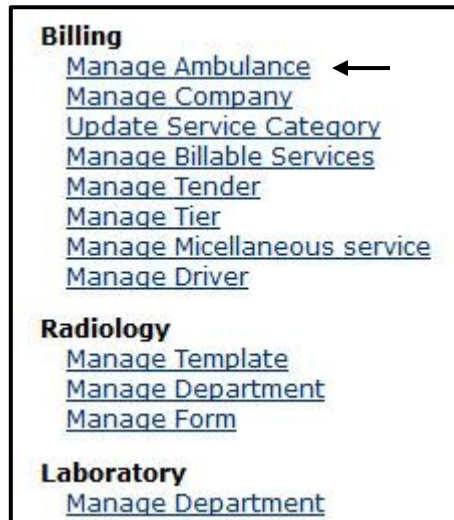 Billing
Manage Ambulance
Manage Company
Update Service Category
Manage Billable Services
Manage Tender
Manage Tier
Manage Micellaneous service
Manage Driver
Radiology
Manage Template
Manage Department
Manage Form
Laboratory
Manage Department